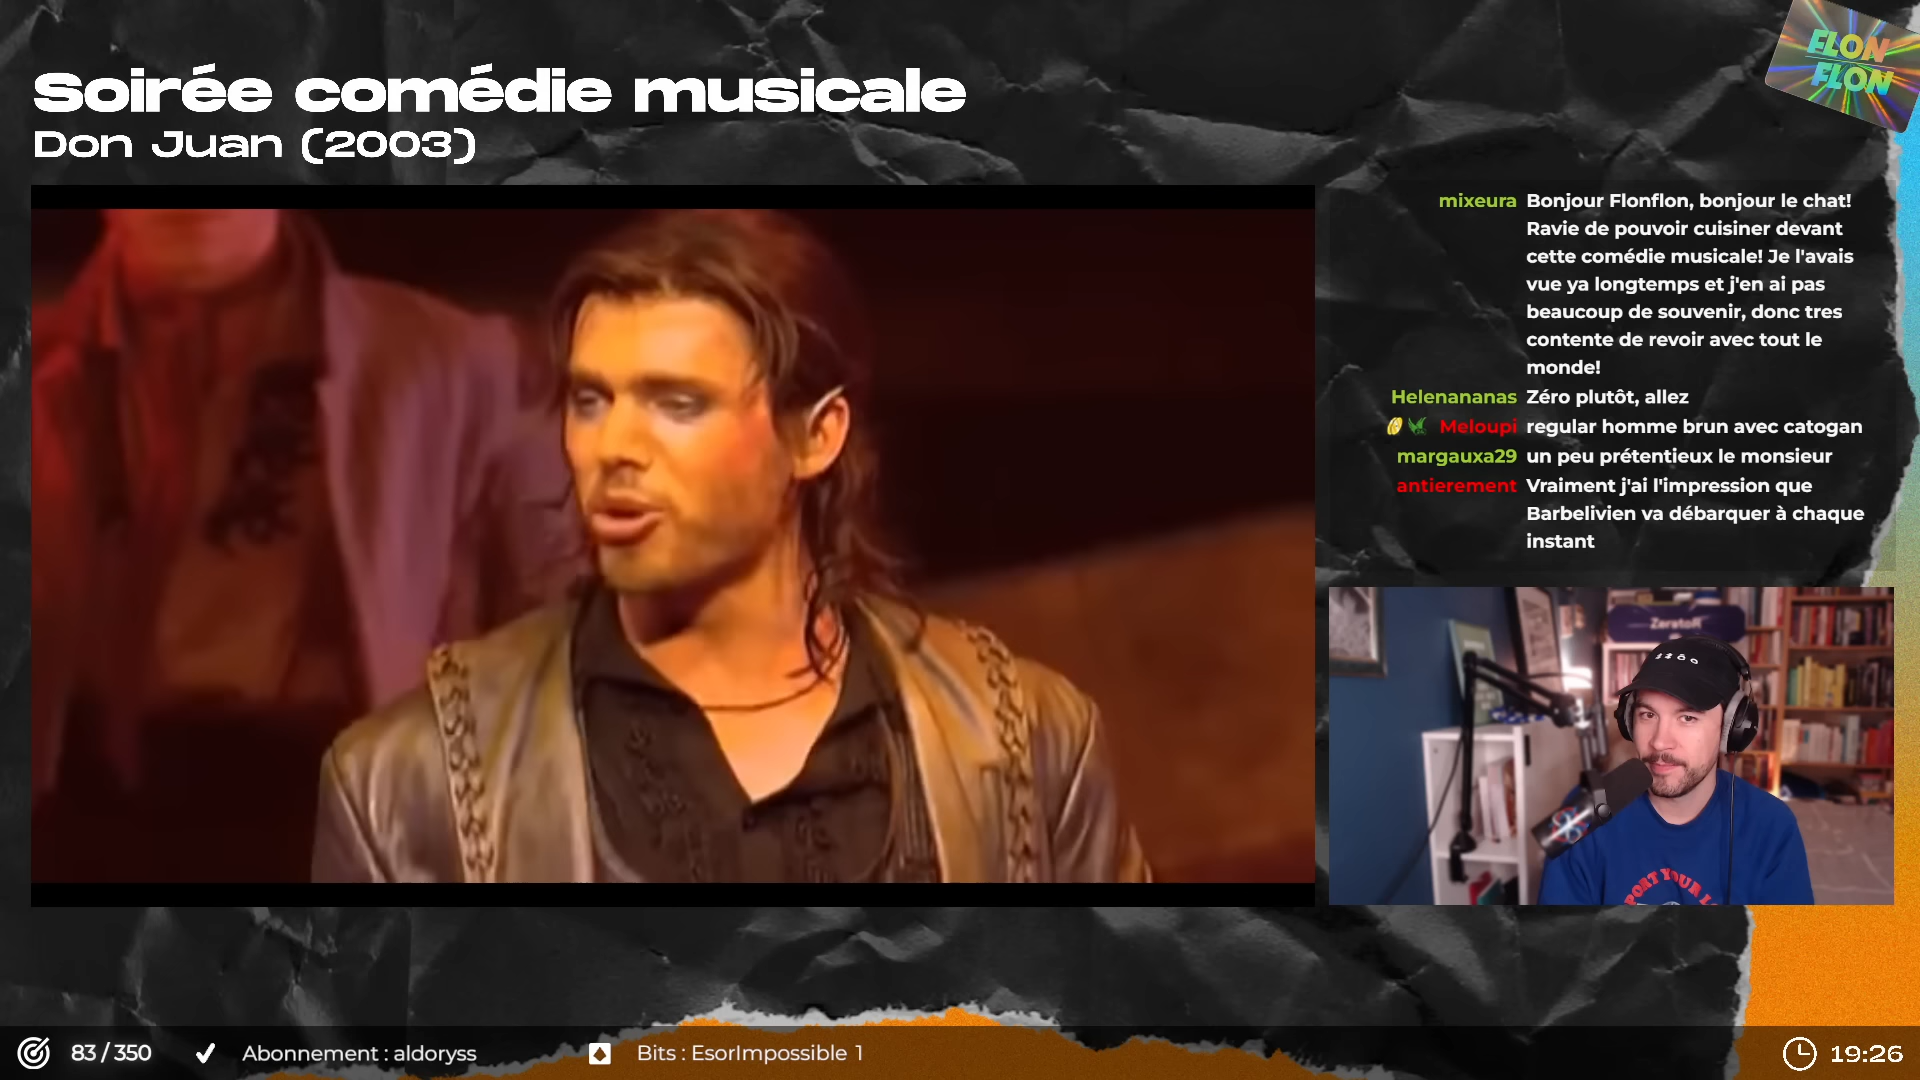 Soirée comédie musicale
Don Juan (2003)
FLON
FLON
mixeura Bonjour Flonflon, bonjour le chat!
Ravie de pouvoir cuisiner devant
cette comédie musicale! Je l'avais
vue ya longtemps et j'en ai pas
beaucoup de souvenir, donc tres
contente de revoir avec tout le
monde!
Helenananas Zéro plutôt, allez
Meloupi regular homme brun avec catogan
margauxa29 un peu prétentieux le monsieur
antierement Vraiment j'ai l'impression que
Barbelivien va débarquer à chaque
instant
ZeratoR
PORT YOUR L
83 / 350
Abonnement : aldoryss
Bits : EsorImpossible 1
19:26